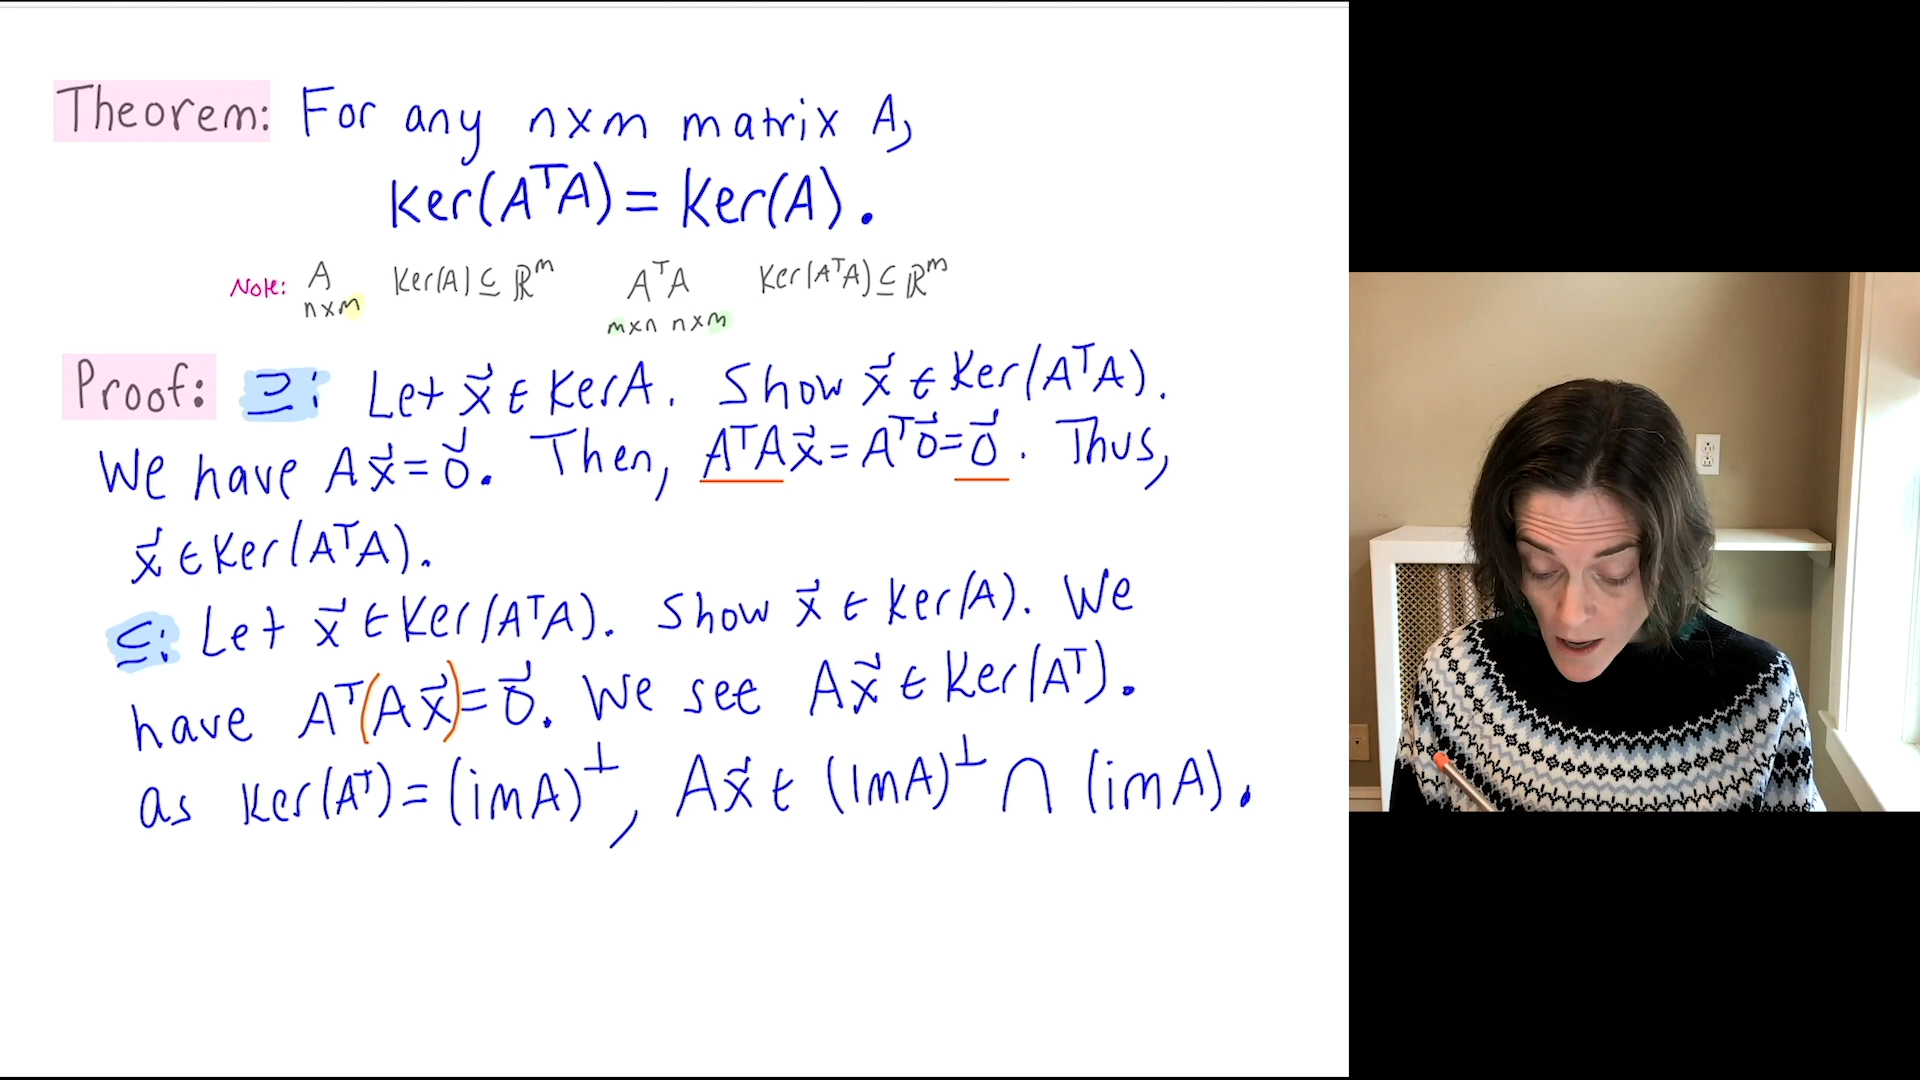 Theorem: For any n×m matrix A,
Ker(AᵀA) = Ker(A).
Note: A Ker(A) ⊆ ℝᵐ AᵀA Ker(AᵀA) ⊆ ℝᵐ
n×m m×n n×m
Proof: ⊇: Let x⃗ ∈ KerA. Show x⃗ ∈ Ker(AᵀA).
We have Ax⃗ = 0⃗. Then, AᵀAx⃗ = Aᵀ0⃗ = 0⃗. Thus,
x⃗ ∈ Ker(AᵀA).
⊆: Let x⃗ ∈ Ker(AᵀA). Show x⃗ ∈ Ker(A). We
have Aᵀ(Ax⃗) = 0⃗. We see Ax⃗ ∈ Ker(Aᵀ).
as Ker(Aᵀ) = (imA)^⊥, Ax⃗ ∈ (imA)^⊥ ∩ (imA).